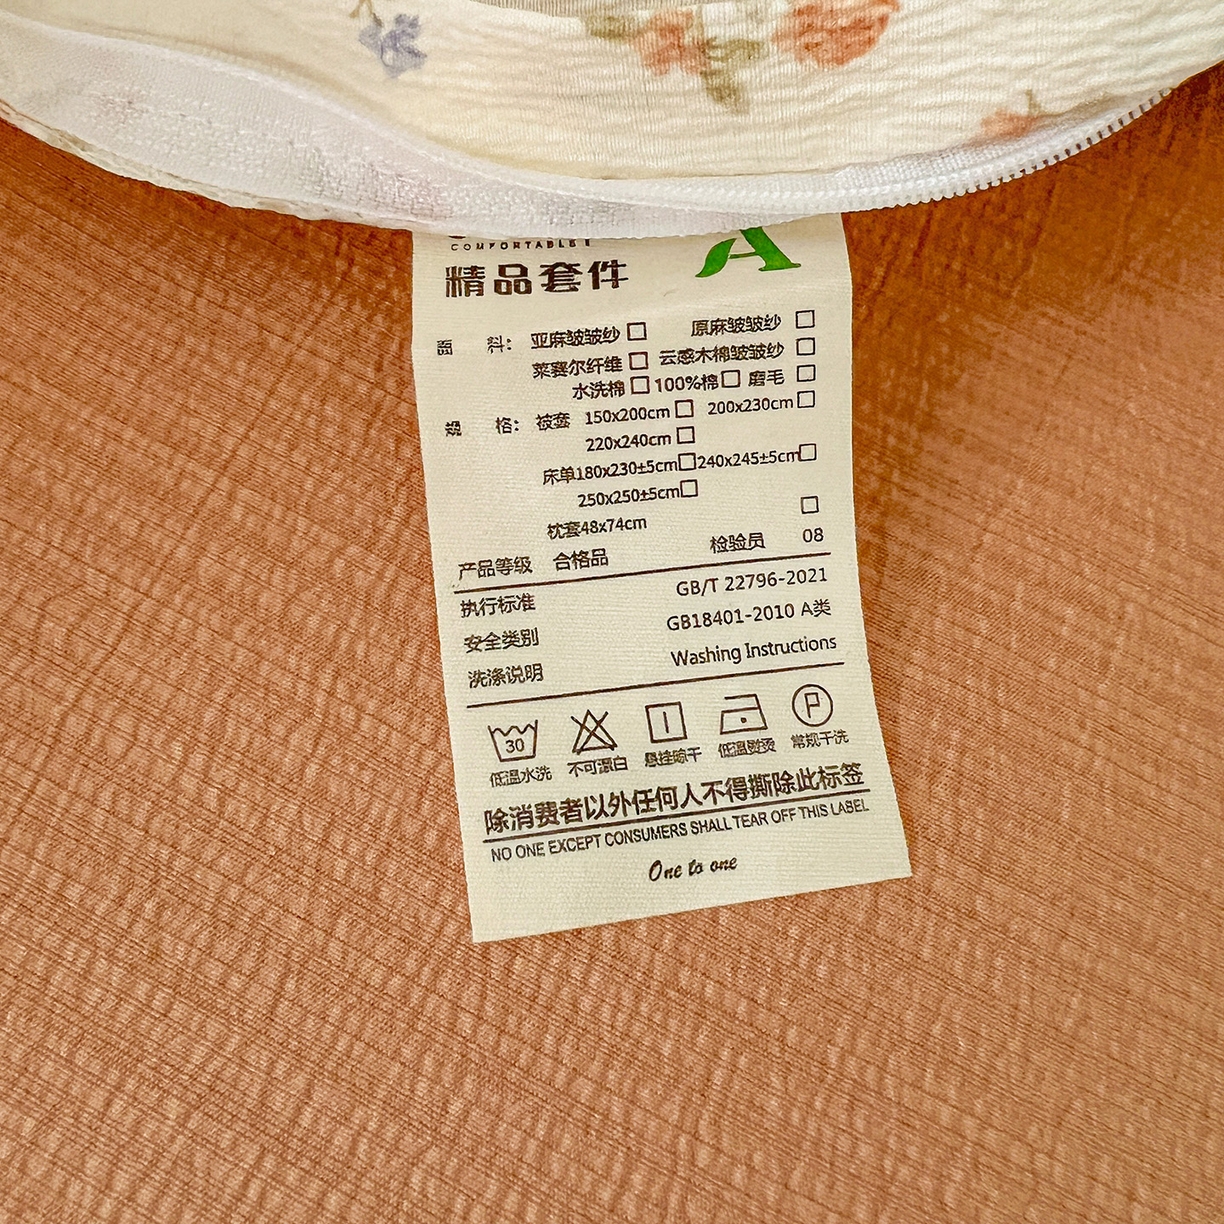 COMFORTABLE
A
精品套件
面 料: 亚麻皱皱纱 □ 原麻皱皱纱 □
莱赛尔纤维 □ 云感木棉皱皱纱 □
水洗棉 □ 100%棉 □ 磨毛 □
规 格: 被套 150x200cm □ 200x230cm □
220x240cm □
床单180x230±5cm □ 240x245±5cm □
250x250±5cm □
枕套48x74cm □
产品等级 合格品 检验员 08
执行标准 GB/T 22796-2021
安全类别 GB18401-2010 A类
洗涤说明 Washing Instructions
30 P
低温水洗 不可漂白 悬挂晾干 低温熨烫 常规干洗
除消费者以外任何人不得撕除此标签
NO ONE EXCEPT CONSUMERS SHALL TEAR OFF THIS LABEL
One to one